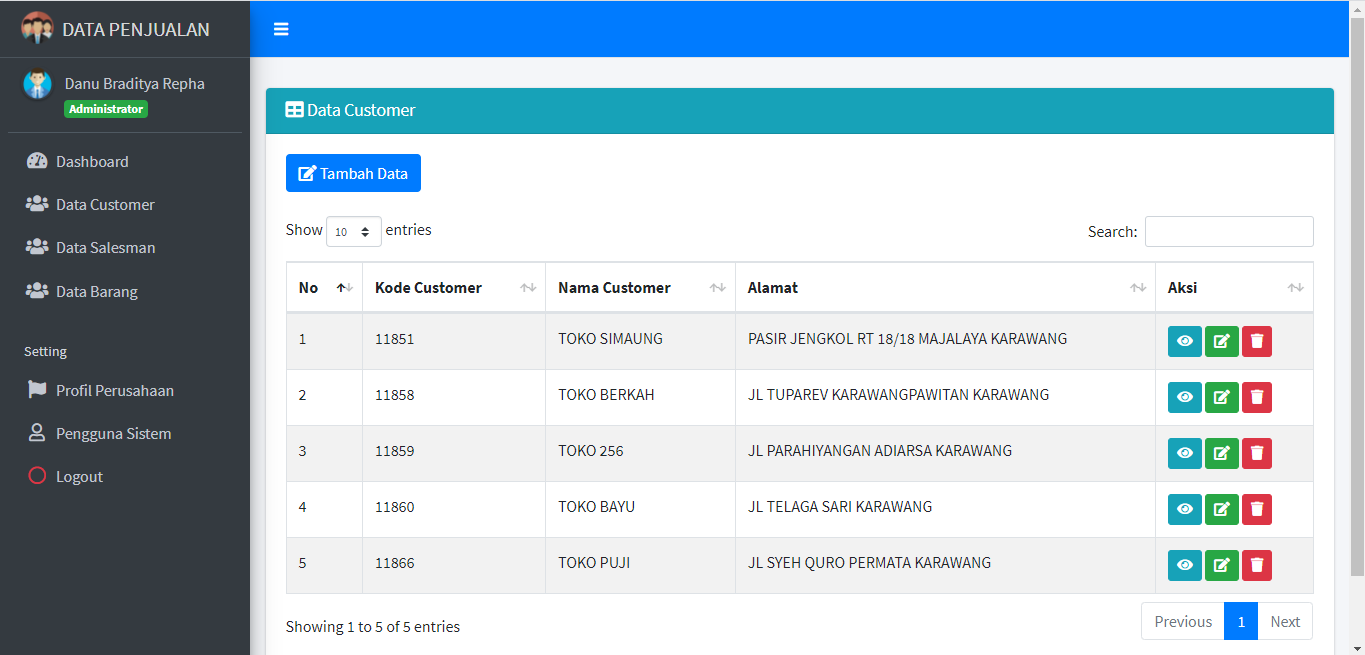 DATA PENJUALAN
Danu Braditya Repha
Administrator
Dashboard
Data Customer
Data Salesman
Data Barang
Setting
Profil Perusahaan
Pengguna Sistem
Logout
Data Customer
Tambah Data
Show 10 entries
Search:
No Kode Customer Nama Customer Alamat Aksi
1 11851 TOKO SIMAUNG PASIR JENGKOL RT 18/18 MAJALAYA KARAWANG
2 11858 TOKO BERKAH JL TUPAREV KARAWANGPAWITAN KARAWANG
3 11859 TOKO 256 JL PARAHIYANGAN ADIARSA KARAWANG
4 11860 TOKO BAYU JL TELAGA SARI KARAWANG
5 11866 TOKO PUJI JL SYEH QURO PERMATA KARAWANG
Showing 1 to 5 of 5 entries
Previous 1 Next